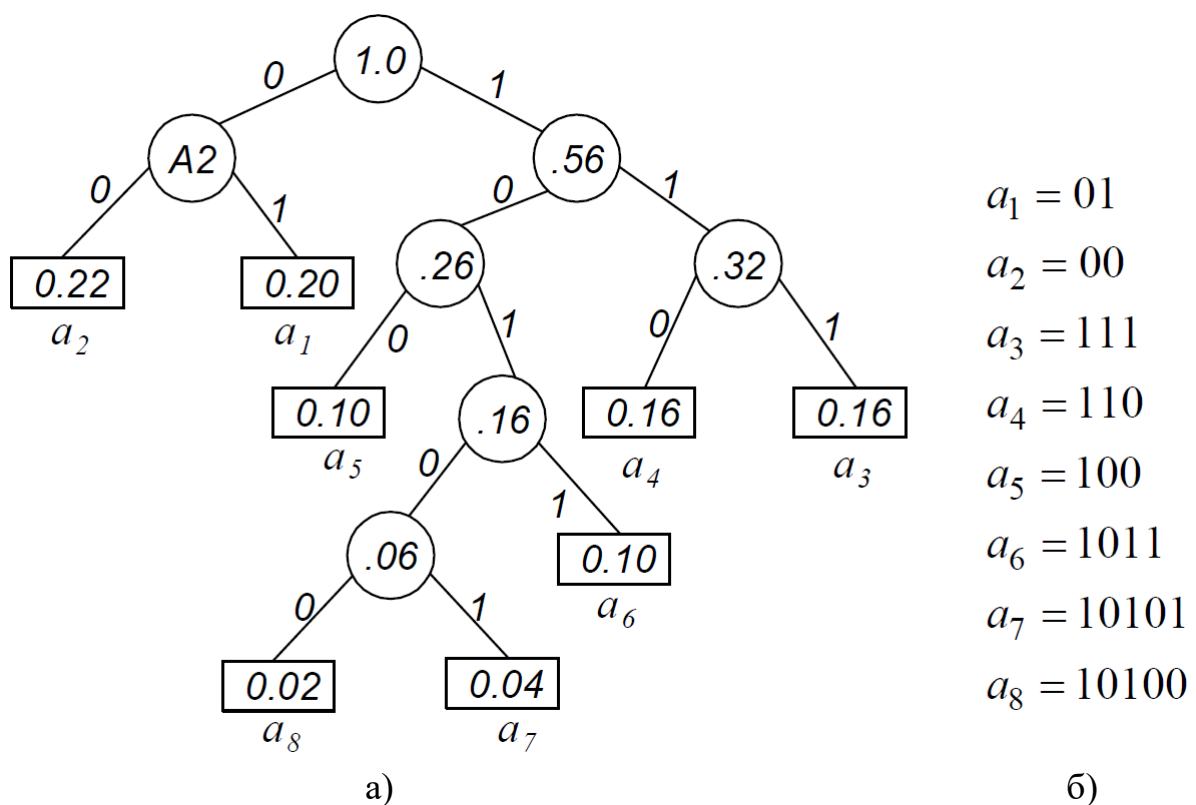 1.0
0
1
A2
.56
0
1
0
1
0.22
0.20
.26
.32
a₂
a₁
0
1
0
1
0.10
.16
0.16
0.16
a₅
a₄
a₃
0
1
.06
0.10
a₆
0
1
0.02
0.04
a₈
a₇
а)
a₁ = 01
a₂ = 00
a₃ = 111
a₄ = 110
a₅ = 100
a₆ = 1011
a₇ = 10101
a₈ = 10100
б)